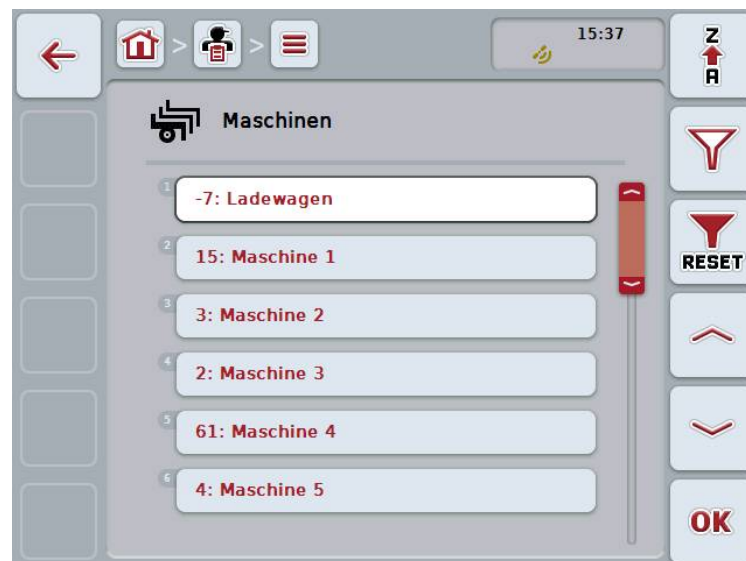 15:37
Z
A
Maschinen
1
-7: Ladewagen
2
15: Maschine 1
RESET
3
3: Maschine 2
4
2: Maschine 3
5
61: Maschine 4
6
4: Maschine 5
OK